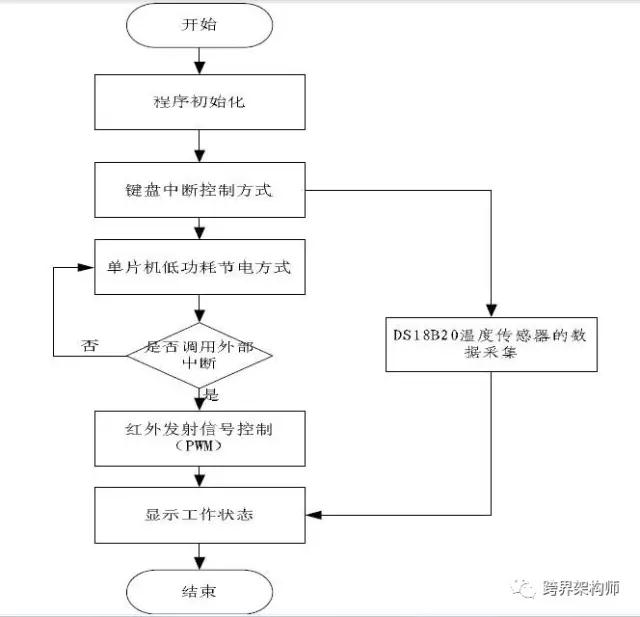 开始
程序初始化
键盘中断控制方式
单片机低功耗节电方式
DS18B20温度传感器的数
据采集
否
是否调用外部
中断
是
红外发射信号控制
（PWM）
显示工作状态
结束
跨界架构师